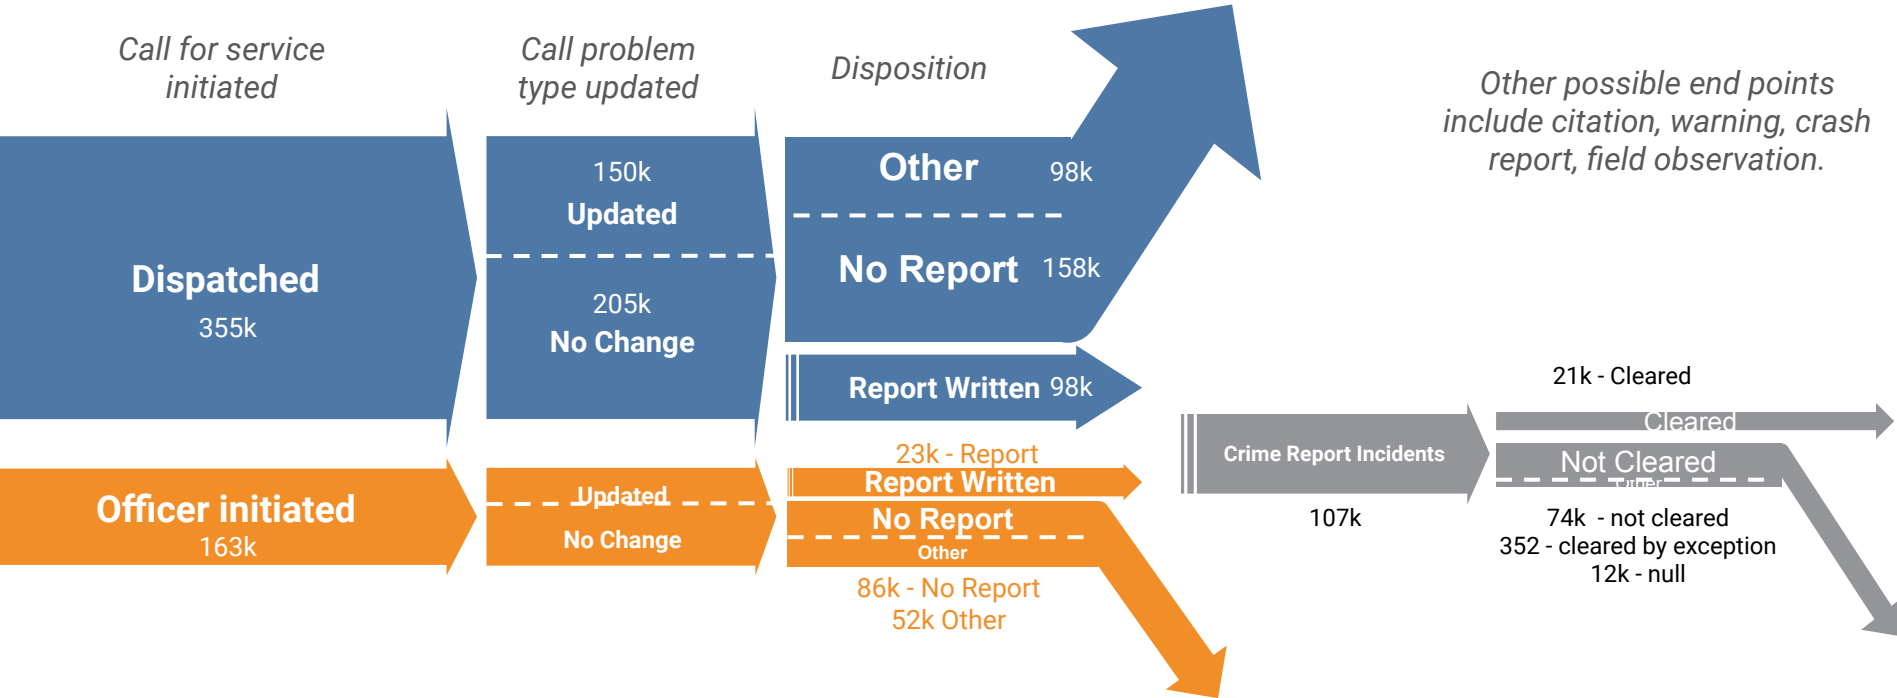 Call for service
initiated
Call problem
type updated
Disposition
Other possible end points
include citation, warning, crash
report, field observation.
Dispatched
355k
150k
Updated
205k
No Change
Other 98k
No Report 158k
Report Written 98k
Officer initiated
163k
Updated
No Change
23k - Report
Report Written
No Report
Other
86k - No Report
52k Other
Crime Report Incidents
107k
21k - Cleared
Cleared
Not Cleared
Other
74k - not cleared
352 - cleared by exception
12k - null